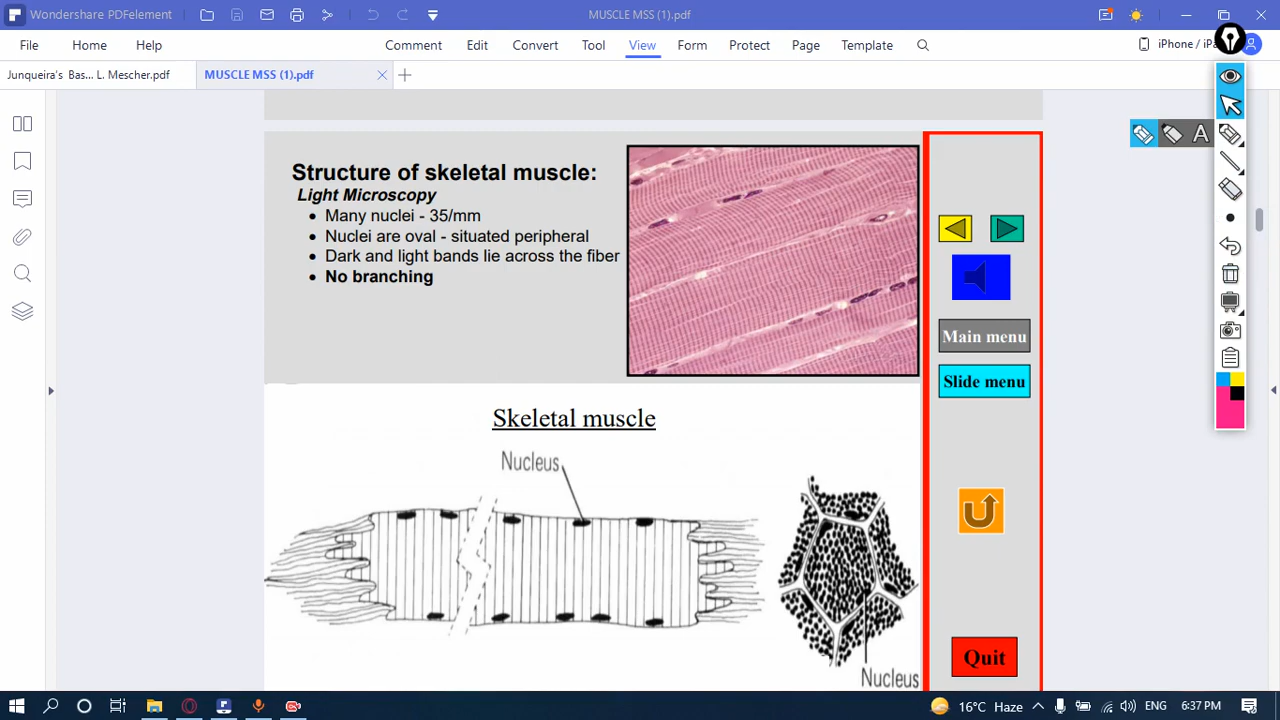 Wondershare PDFelement
MUSCLE MSS (1).pdf
File Home Help Comment Edit Convert Tool View Form Protect Page Template iPhone / iPa
Junqueira's Bas... L. Mescher.pdf MUSCLE MSS (1).pdf
A
Structure of skeletal muscle:
Light Microscopy
• Many nuclei - 35/mm
• Nuclei are oval - situated peripheral
• Dark and light bands lie across the fiber
• No branching
Main menu
Slide menu
Skeletal muscle
Nucleus
Quit
Nucleus
16°C Haze ENG 6:37 PM